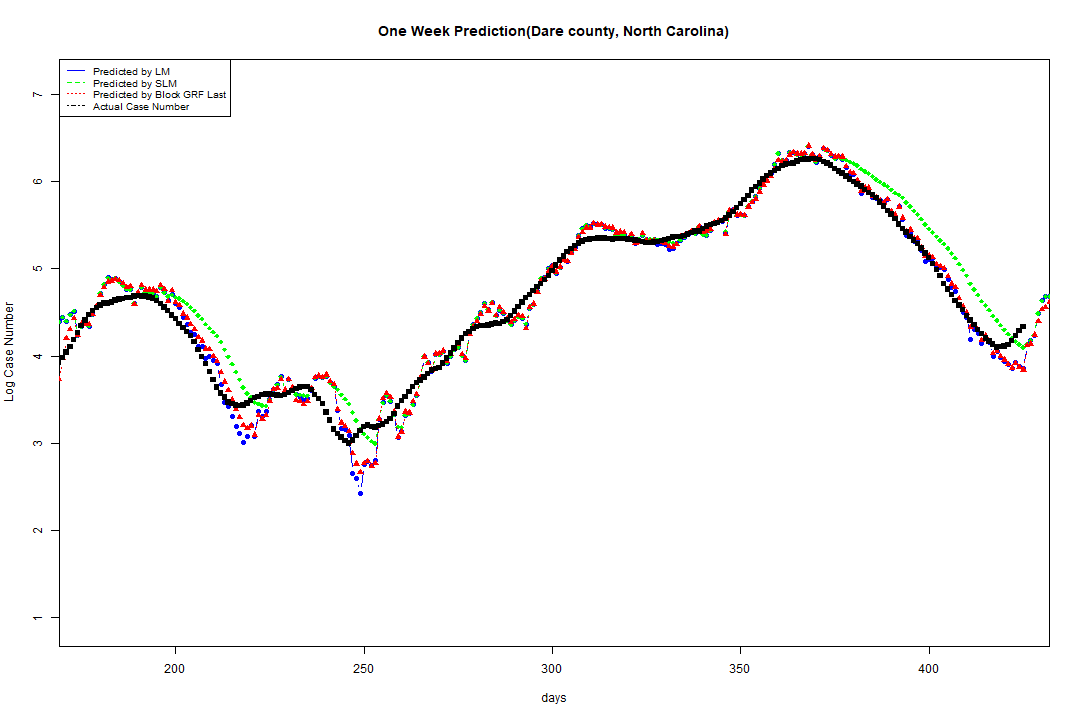 One Week Prediction(Dare county, North Carolina)
Predicted by LM
Predicted by SLM
Predicted by Block GRF Last
Actual Case Number
Log Case Number
7
6
5
4
3
2
1
200 250 300 350 400
days